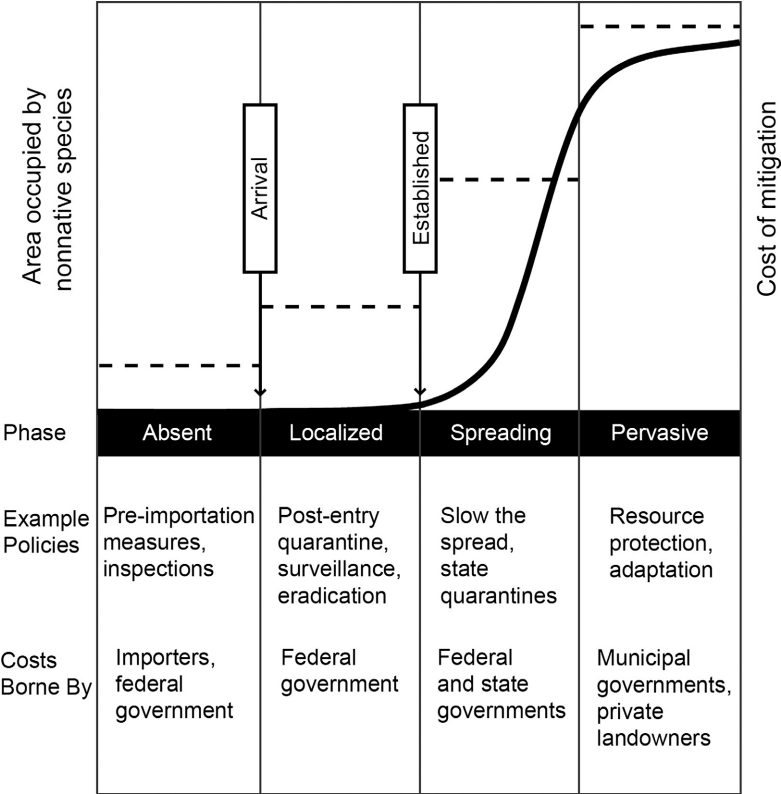 Area occupied by
nonnative species
Arrival
Established
Cost of mitigation
Phase
Absent
Localized
Spreading
Pervasive
Example
Policies
Pre-importation
measures,
inspections
Post-entry
quarantine,
surveillance,
eradication
Slow the
spread,
state
quarantines
Resource
protection,
adaptation
Costs
Borne By
Importers,
federal
government
Federal
government
Federal
and state
governments
Municipal
governments,
private
landowners